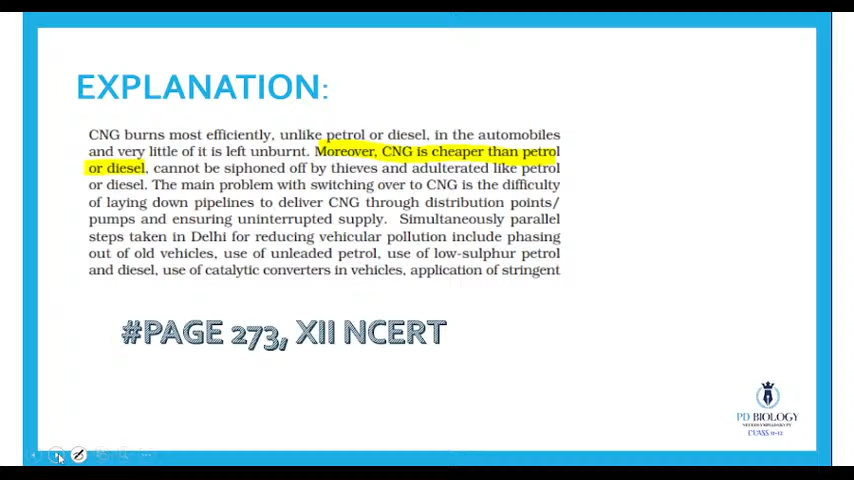 EXPLANATION:
CNG burns most efficiently, unlike petrol or diesel, in the automobiles
and very little of it is left unburnt. Moreover, CNG is cheaper than petrol
or diesel, cannot be siphoned off by thieves and adulterated like petrol
or diesel. The main problem with switching over to CNG is the difficulty
of laying down pipelines to deliver CNG through distribution points/
pumps and ensuring uninterrupted supply. Simultaneously parallel
steps taken in Delhi for reducing vehicular pollution include phasing
out of old vehicles, use of unleaded petrol, use of low-sulphur petrol
and diesel, use of catalytic converters in vehicles, application of stringent
#PAGE 273, XII NCERT
PD BIOLOGY
CLASS 11-12